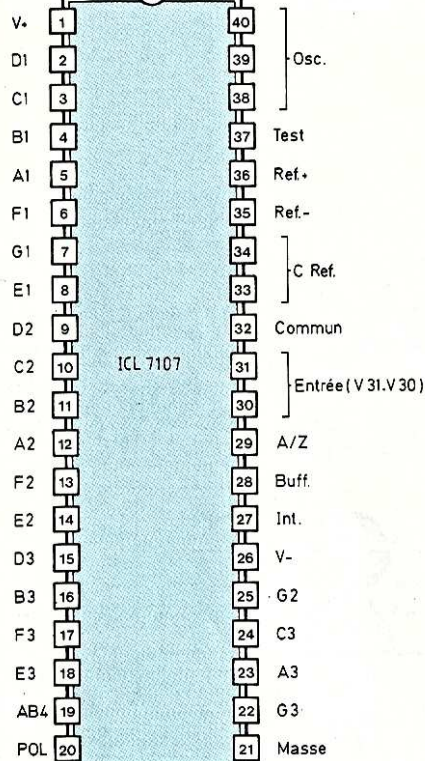 V+ 1 40
D1 2 39 Osc.
C1 3 38
B1 4 37 Test
A1 5 36 Ref.+
F1 6 35 Ref.-
G1 7 34
C Ref.
E1 8 33
D2 9 32 Commun
C2 10 ICL 7107 31
Entrée (V31.V30)
B2 11 30
A2 12 29 A/Z
F2 13 28 Buff.
E2 14 27 Int.
D3 15 26 V-
B3 16 25 G2
F3 17 24 C3
E3 18 23 A3
AB4 19 22 G3
POL 20 21 Masse